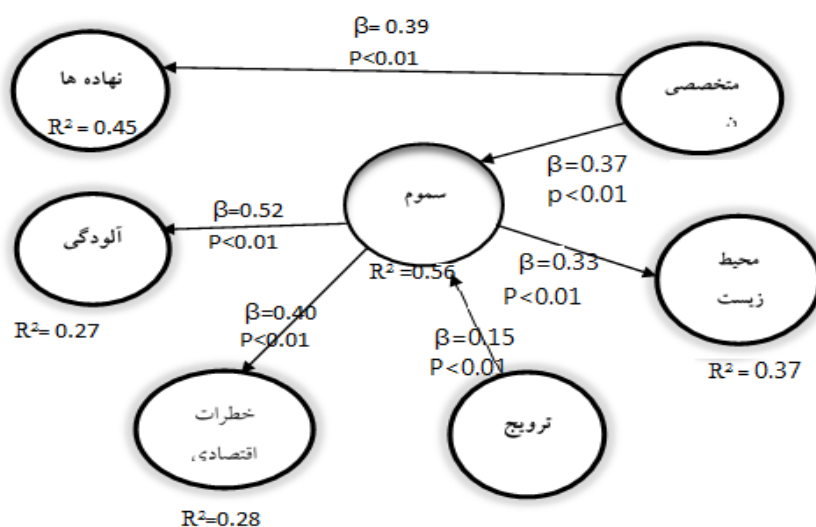 β= 0.39
P<0.01
نهاده ها
R² = 0.45
متخصصی
ن
β=0.37
p<0.01
سموم
R² =0.56
β=0.52
P<0.01
آلودگی
R²= 0.27
β=0.33
P<0.01
محیط
زیست
R² = 0.37
β=0.40
P<0.01
خطرات
اقتصادی
R²=0.28
β=0.15
P<0.01
ترویج